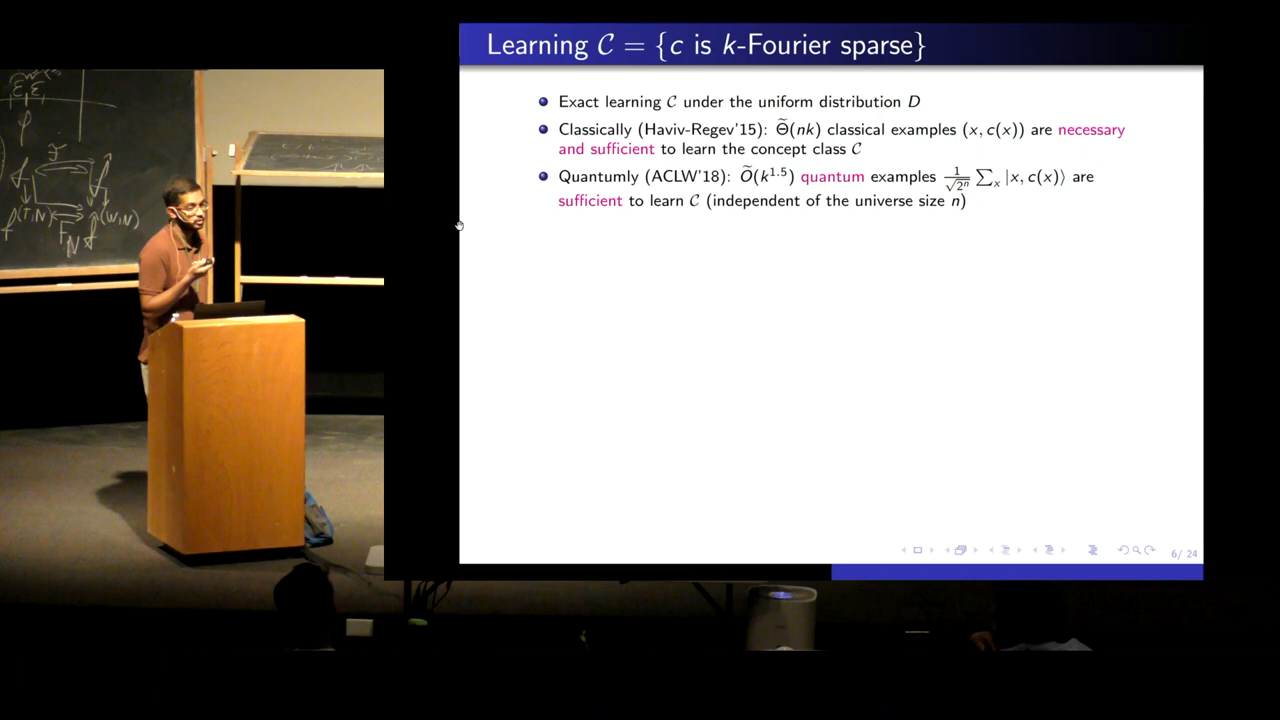 Learning 𝒞 = {c is k-Fourier sparse}
Exact learning 𝒞 under the uniform distribution D
Classically (Haviv-Regev'15): Θ̃(nk) classical examples (x, c(x)) are necessary
and sufficient to learn the concept class 𝒞
Quantumly (ACLW'18): Õ(k^1.5) quantum examples 1/√2ⁿ ∑ₓ |x, c(x)⟩ are
sufficient to learn 𝒞 (independent of the universe size n)
6/ 24